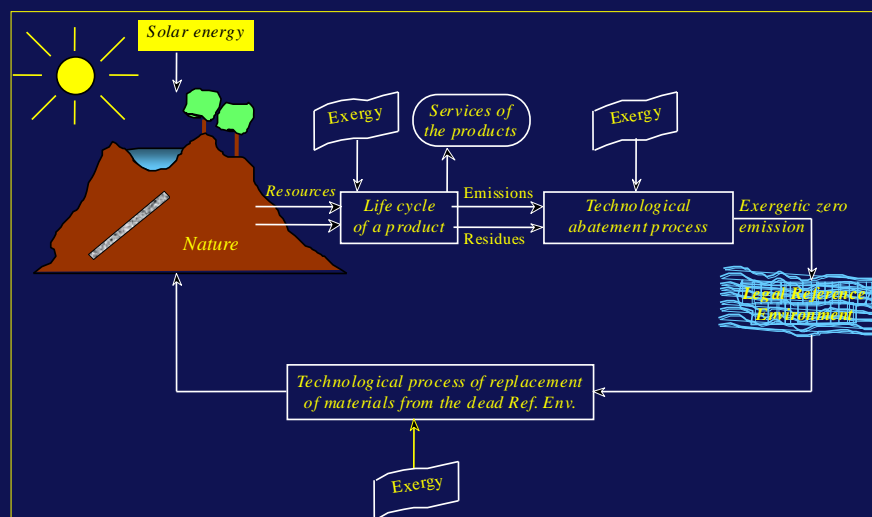 Solar energy
Exergy
Services of
the products
Exergy
Resources
Life cycle
of a product
Emissions
Residues
Technological
abatement process
Exergetic zero
emission
Nature
Legal Reference
Environment
Technological process of replacement
of materials from the dead Ref. Env.
Exergy